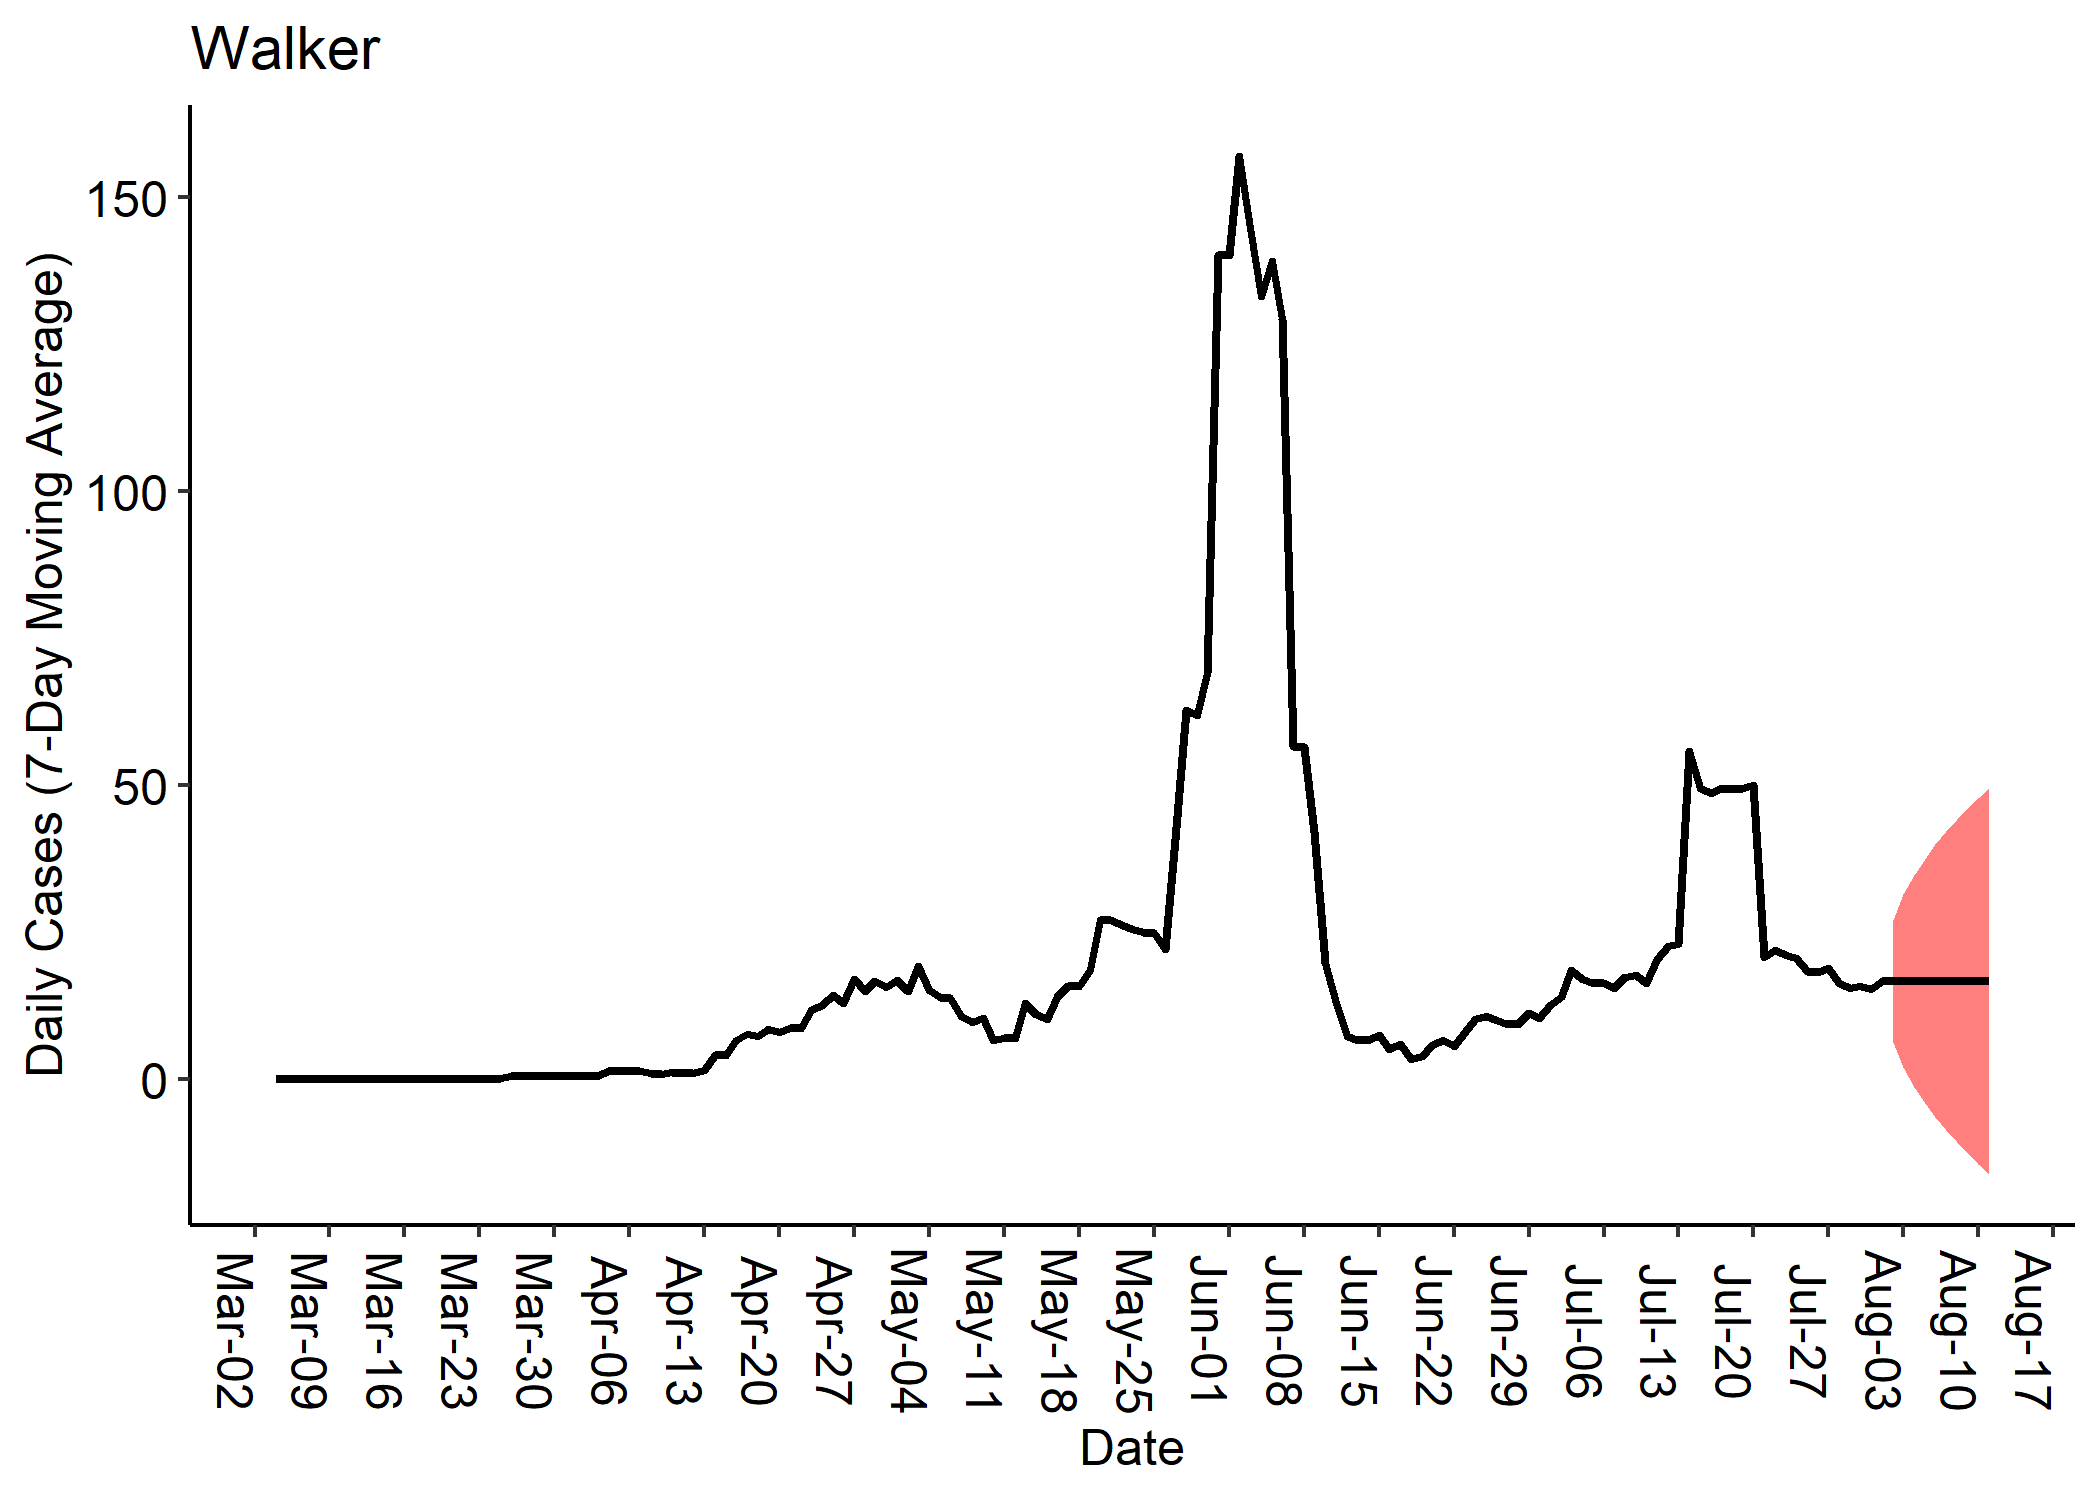 Walker
Daily Cases (7-Day Moving Average)
150
100
50
0
Mar-02
Mar-09
Mar-16
Mar-23
Mar-30
Apr-06
Apr-13
Apr-20
Apr-27
May-04
May-11
May-18
May-25
Jun-01
Jun-08
Jun-15
Jun-22
Jun-29
Jul-06
Jul-13
Jul-20
Jul-27
Aug-03
Aug-10
Aug-17
Date